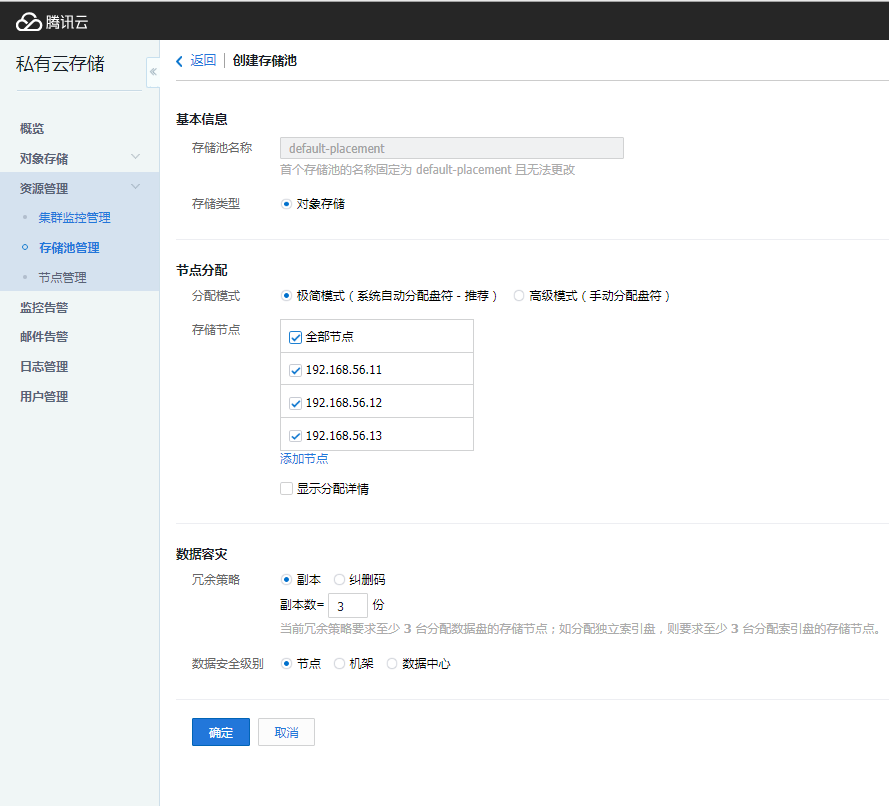 腾讯云
私有云存储
«
概览
对象存储
资源管理
集群监控管理
存储池管理
节点管理
监控告警
邮件告警
日志管理
用户管理
返回 | 创建存储池
基本信息
存储池名称 default-placement
首个存储池的名称固定为 default-placement 且无法更改
存储类型 对象存储
节点分配
分配模式 极简模式（系统自动分配盘符 - 推荐） 高级模式（手动分配盘符）
存储节点 全部节点
192.168.56.11
192.168.56.12
192.168.56.13
添加节点
显示分配详情
数据容灾
冗余策略 副本 纠删码
副本数= 3 份
当前冗余策略要求至少 3 台分配数据盘的存储节点；如分配独立索引盘，则要求至少 3 台分配索引盘的存储节点。
数据安全级别 节点 机架 数据中心
确定 取消